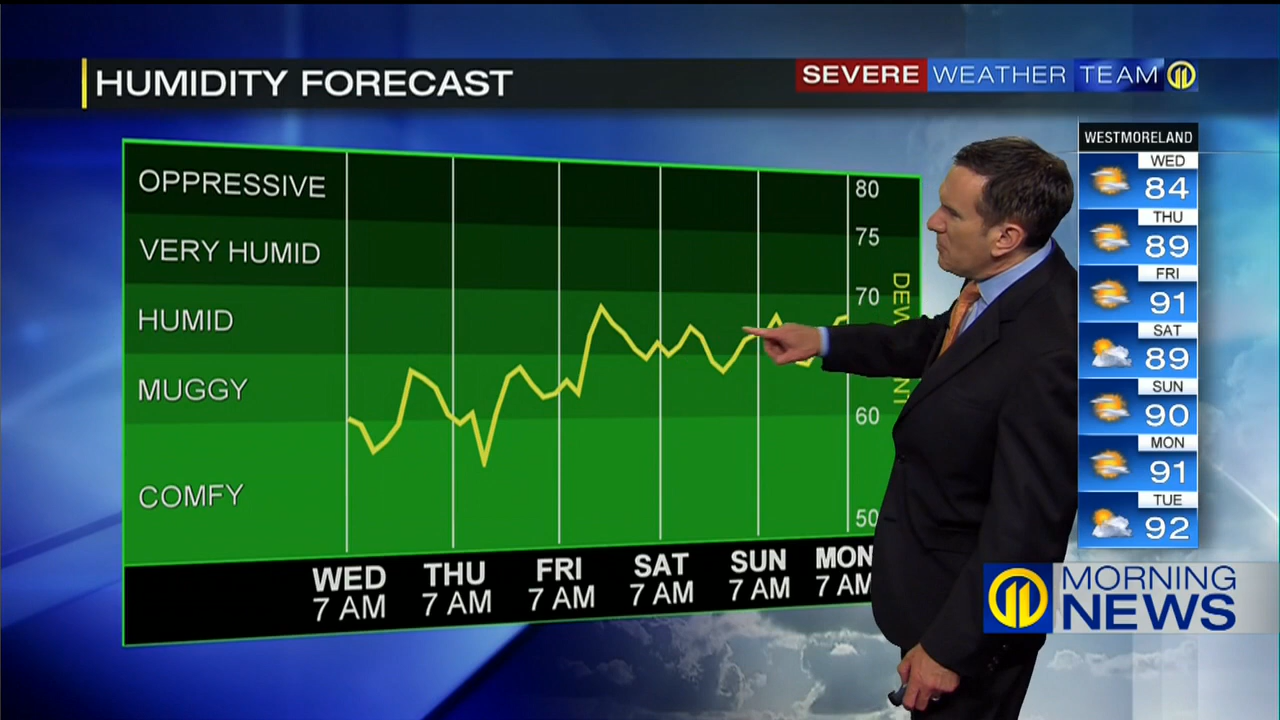 HUMIDITY FORECAST
SEVERE WEATHER TEAM 11
OPPRESSIVE
VERY HUMID
HUMID
MUGGY
COMFY
80
75
70
60
50
WED THU FRI SAT SUN MON
7 AM 7 AM 7 AM 7 AM 7 AM 7 AM
WESTMORELAND
WED
84
THU
89
FRI
91
SAT
89
SUN
90
MON
91
TUE
92
11 MORNING
NEWS